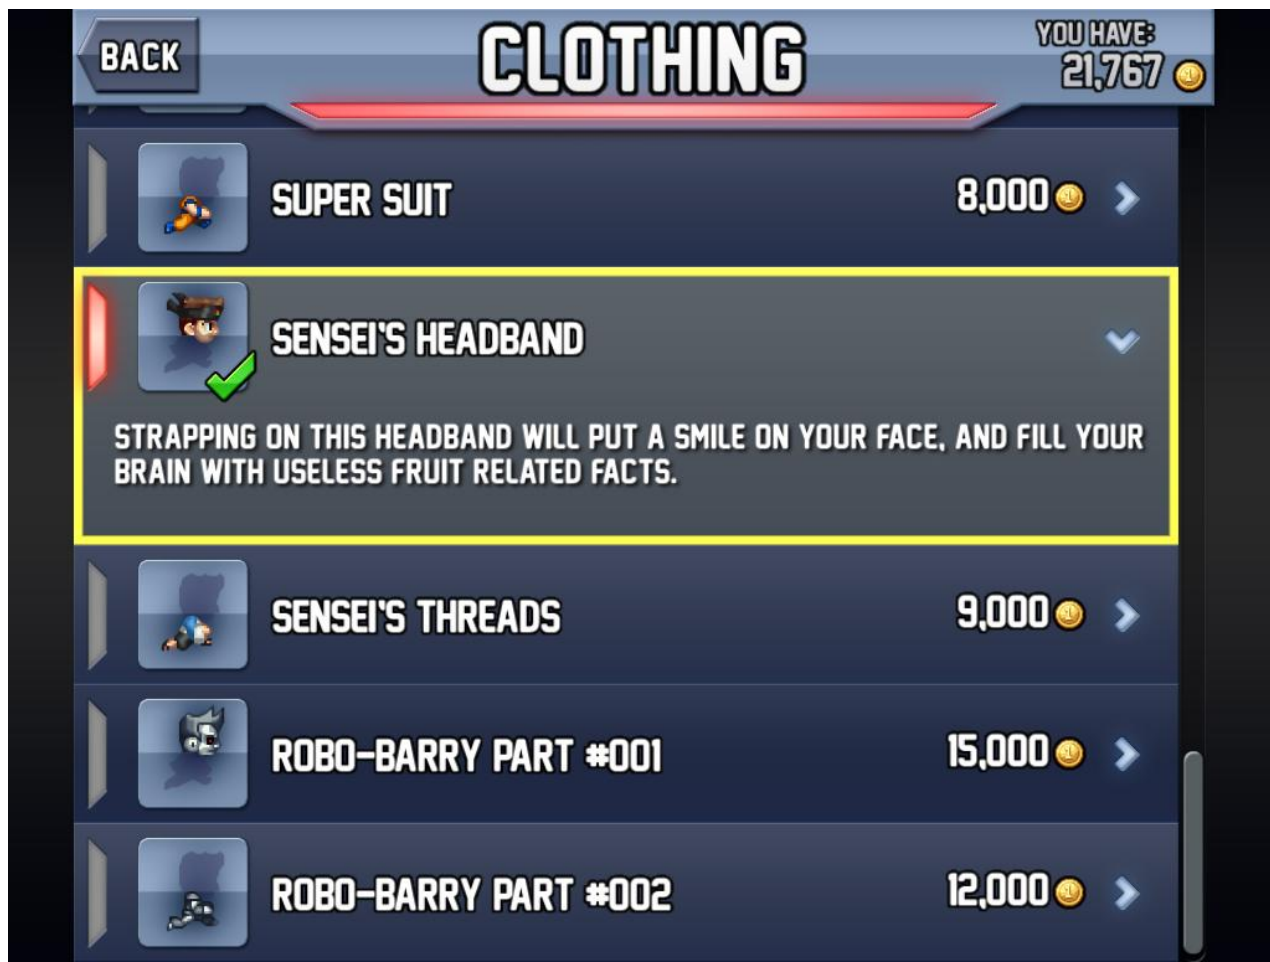 BACK
CLOTHING
YOU HAVE:
21,767
SUPER SUIT
8,000
SENSEI'S HEADBAND
STRAPPING ON THIS HEADBAND WILL PUT A SMILE ON YOUR FACE, AND FILL YOUR
BRAIN WITH USELESS FRUIT RELATED FACTS.
SENSEI'S THREADS
9,000
ROBO-BARRY PART #001
15,000
ROBO-BARRY PART #002
12,000